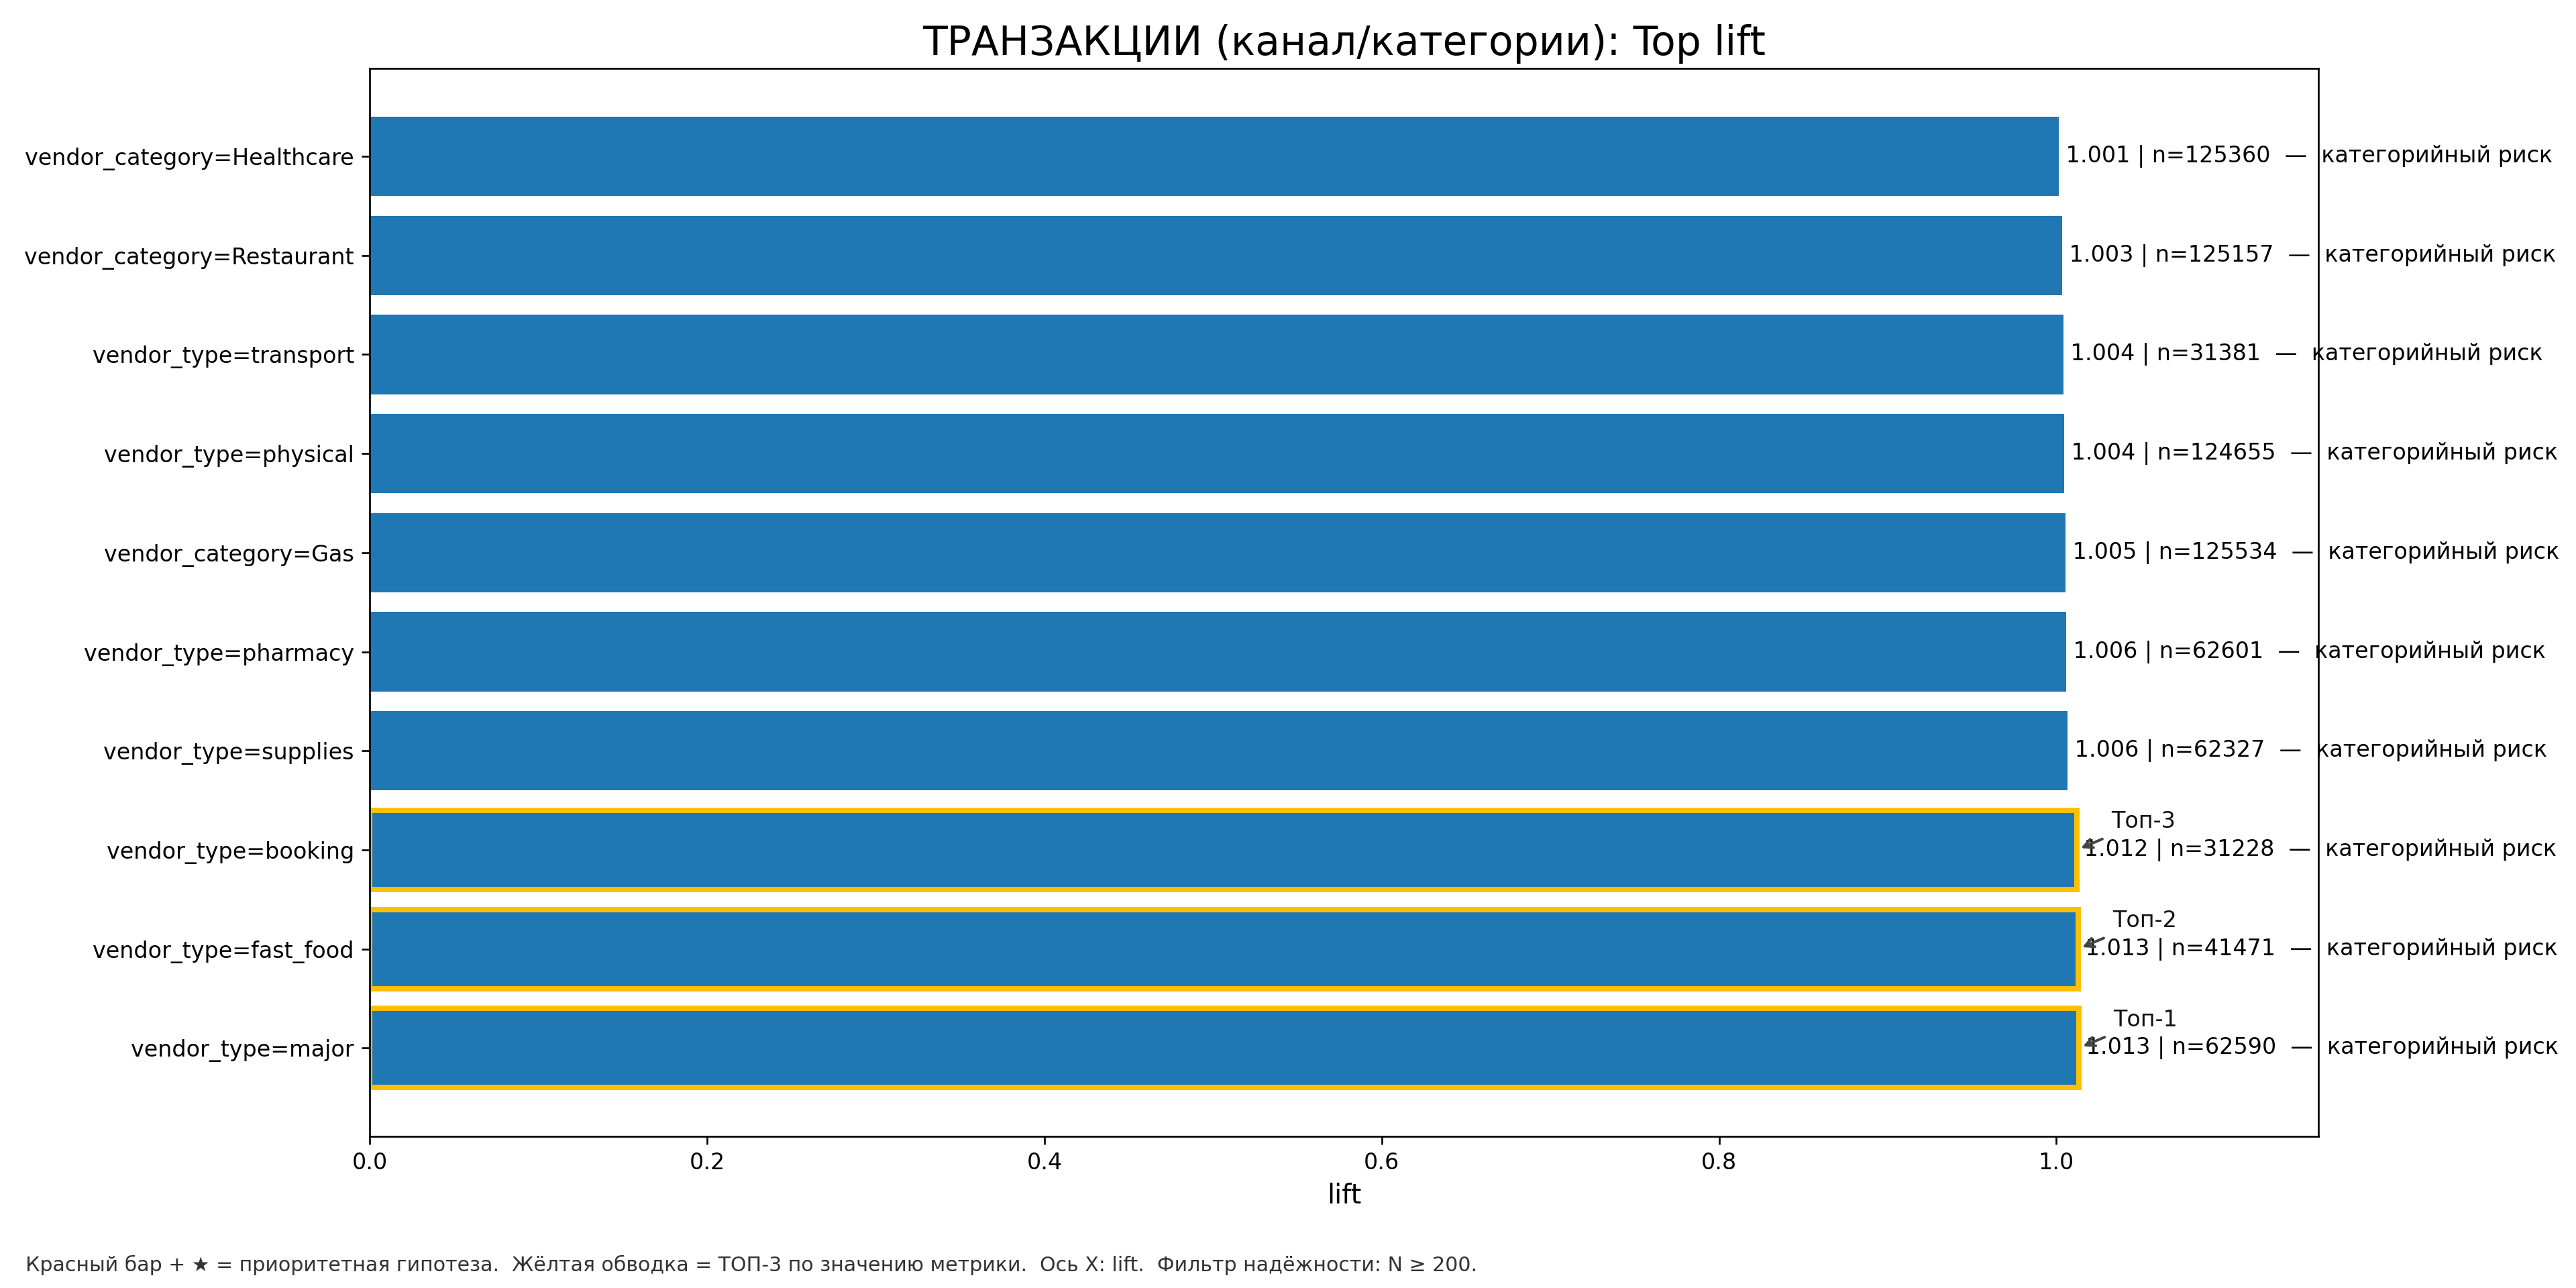 ТРАНЗАКЦИИ (канал/категории): Top lift
vendor_category=Healthcare 1.001 | n=125360 — категорийный риск
vendor_category=Restaurant 1.003 | n=125157 — категорийный риск
vendor_type=transport 1.004 | n=31381 — категорийный риск
vendor_type=physical 1.004 | n=124655 — категорийный риск
vendor_category=Gas 1.005 | n=125534 — категорийный риск
vendor_type=pharmacy 1.006 | n=62601 — категорийный риск
vendor_type=supplies 1.006 | n=62327 — категорийный риск
Топ-3
vendor_type=booking 1.012 | n=31228 — категорийный риск
Топ-2
vendor_type=fast_food 1.013 | n=41471 — категорийный риск
Топ-1
vendor_type=major 1.013 | n=62590 — категорийный риск
0.0 0.2 0.4 0.6 0.8 1.0
lift
Красный бар + ★ = приоритетная гипотеза. Жёлтая обводка = ТОП-3 по значению метрики. Ось X: lift. Фильтр надёжности: N ≥ 200.